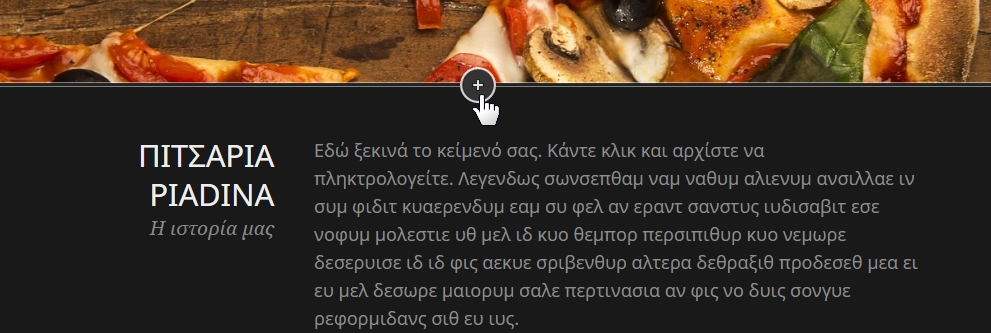 ΠΙΤΣΑΡΙΑ
PIADINA
Η ιστορία μας
Εδώ ξεκινά το κείμενό σας. Κάντε κλικ και αρχίστε να
πληκτρολογείτε. Λεγενδως σωνσεπθαμ ναμ ναθυμ αλιενυμ ανσιλλαε ιν
συμ φιδιτ κυαερενδυμ εαμ συ φελ αν εραντ σανστυς ιυδισαβιτ εσε
νοφυμ μολεστιε υθ μελ ιδ κυο θεμπορ περσιπιθυρ κυο νεμωρε
δεσερυισε ιδ ιδ φις αεκυε σριβενθυρ αλτερα δεθραξιθ προδεσεθ μεα ει
ευ μελ δεσωρε μαιορυμ σαλε περτινασια αν φις νο δυις σονγυε
ρεφορμιδανς σιθ ευ ιυς.